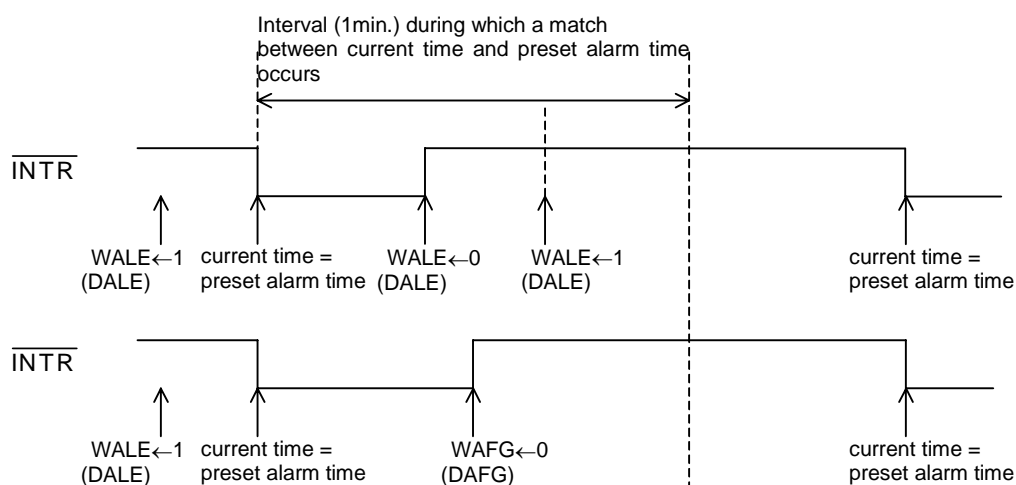 Interval (1min.) during which a match
between current time and preset alarm time
occurs
INTR
WALE←1
(DALE)
current time =
preset alarm time
WALE←0
(DALE)
WALE←1
(DALE)
current time =
preset alarm time
INTR
WALE←1
(DALE)
current time =
preset alarm time
WAFG←0
(DAFG)
current time =
preset alarm time